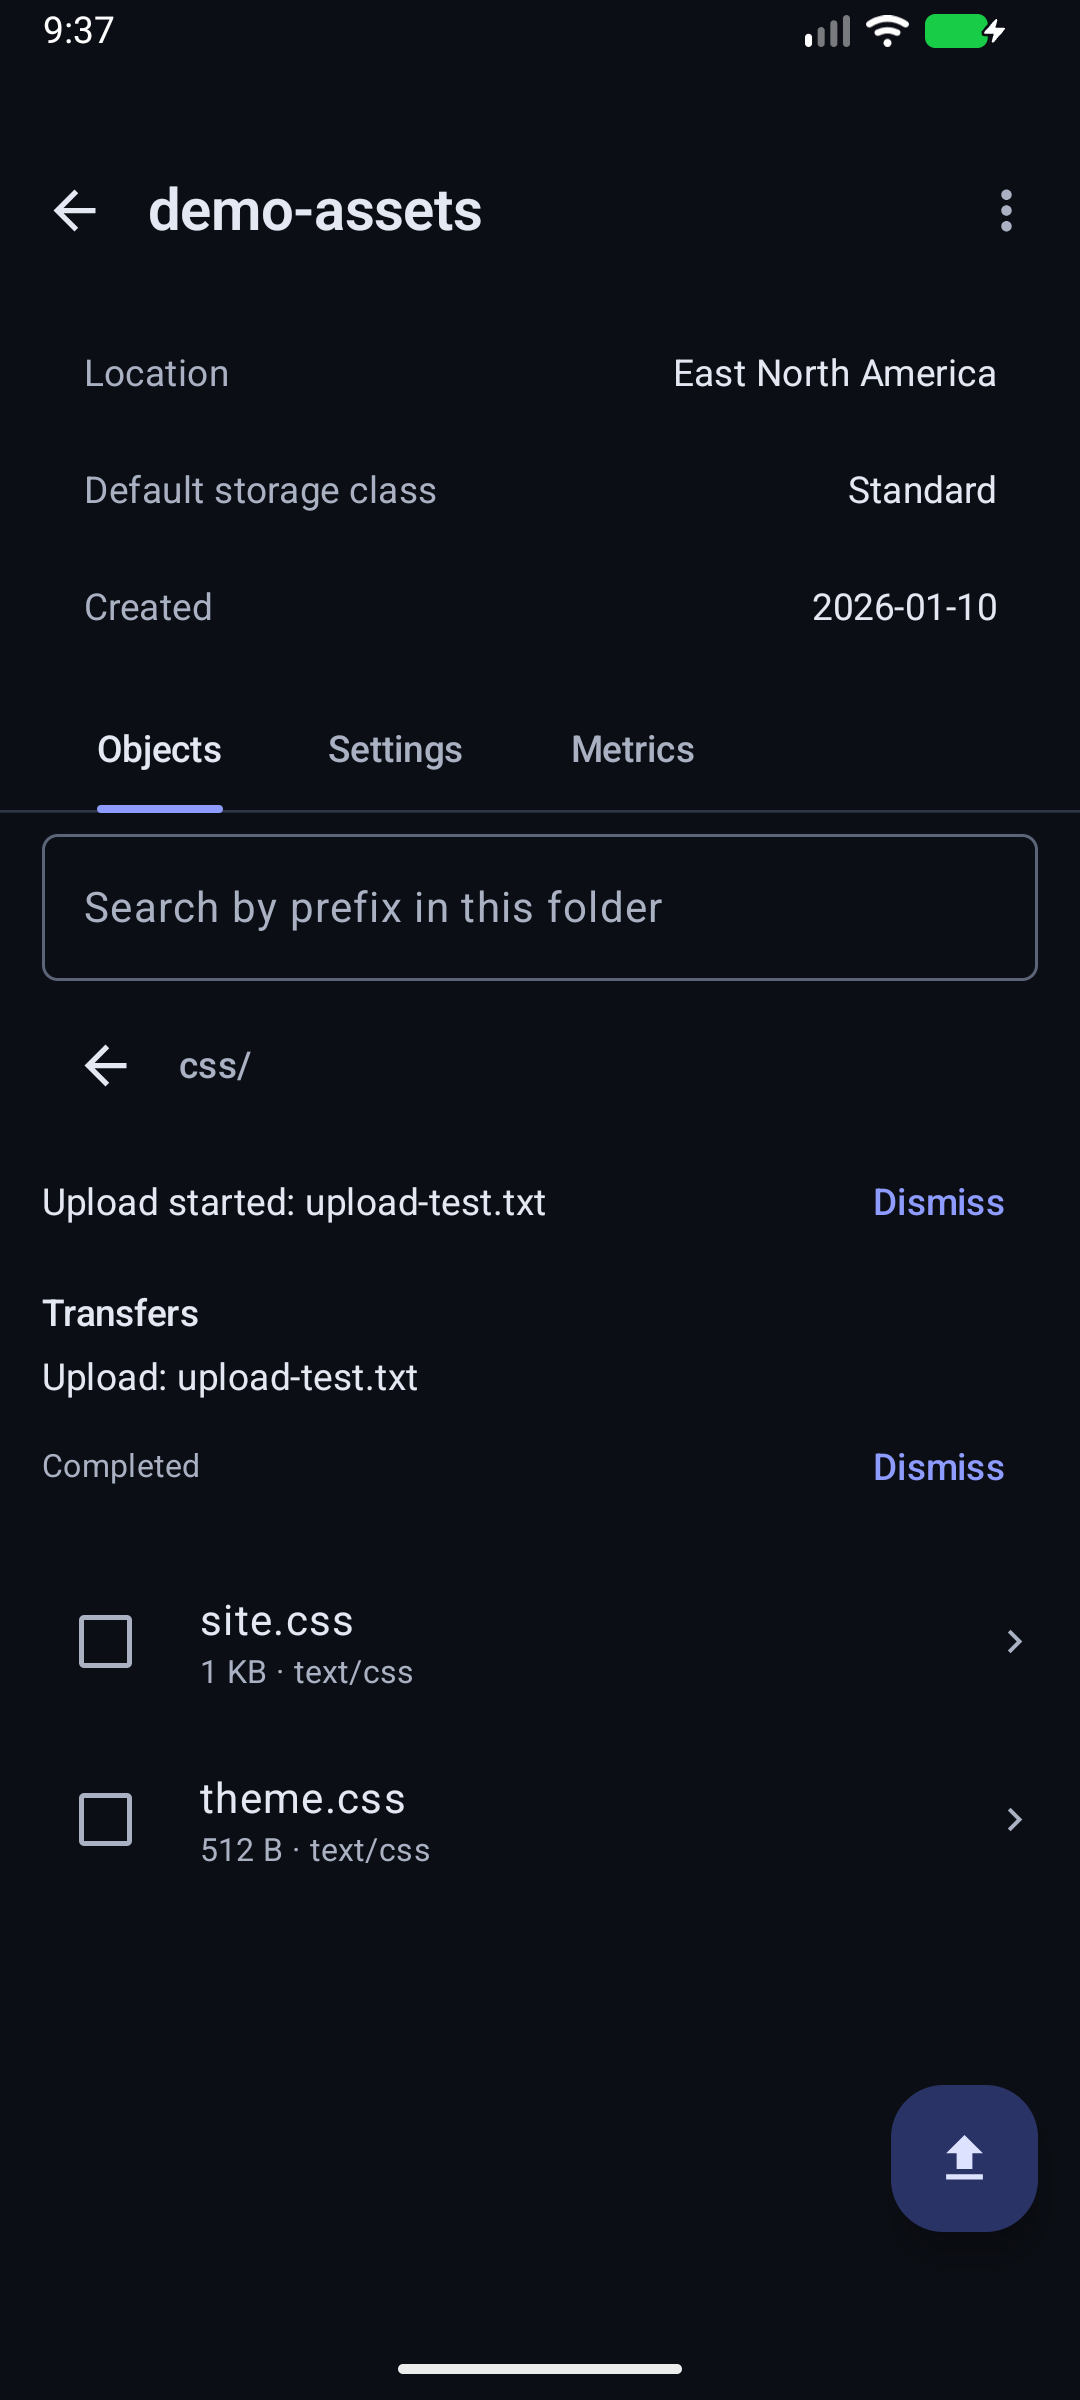 9:37
demo-assets
Location
East North America
Default storage class
Standard
Created
2026-01-10
Objects
Settings
Metrics
Search by prefix in this folder
css/
Upload started: upload-test.txt
Dismiss
Transfers
Upload: upload-test.txt
Completed
Dismiss
site.css
1 KB · text/css
theme.css
512 B · text/css